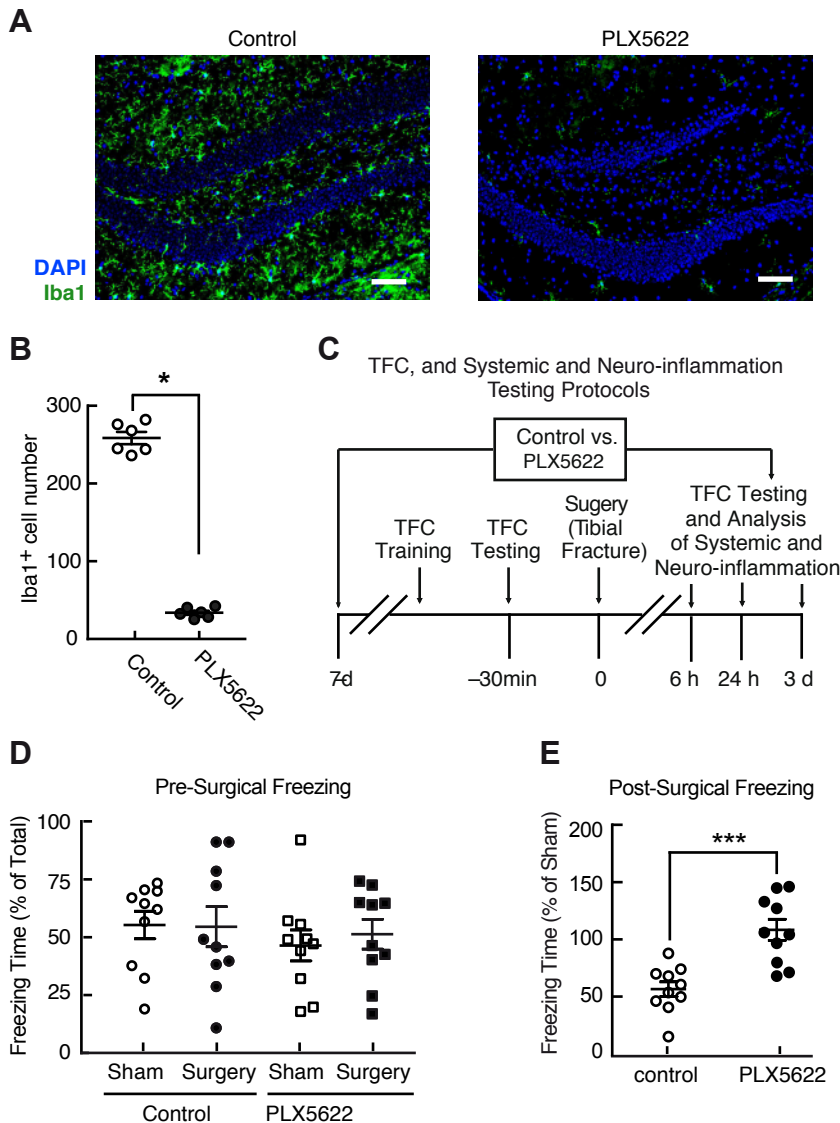 A
Control
PLX5622
DAPI
Iba1
B
*
Iba1+ cell number
300
200
100
0
Control
PLX5622
C
TFC, and Systemic and Neuro-inflammation
Testing Protocols
Control vs.
PLX5622
TFC
Training
TFC
Testing
Sugery
(Tibial
Fracture)
TFC Testing
and Analysis
of Systemic and
Neuro-inflammation
-7d
–30min
0
6 h
24 h
3 d
D
Pre-Surgical Freezing
Freezing Time (% of Total)
100
75
50
25
0
Sham
Surgery
Sham
Surgery
Control
PLX5622
E
Post-Surgical Freezing
Freezing Time (% of Sham)
200
150
100
50
0
***
control
PLX5622